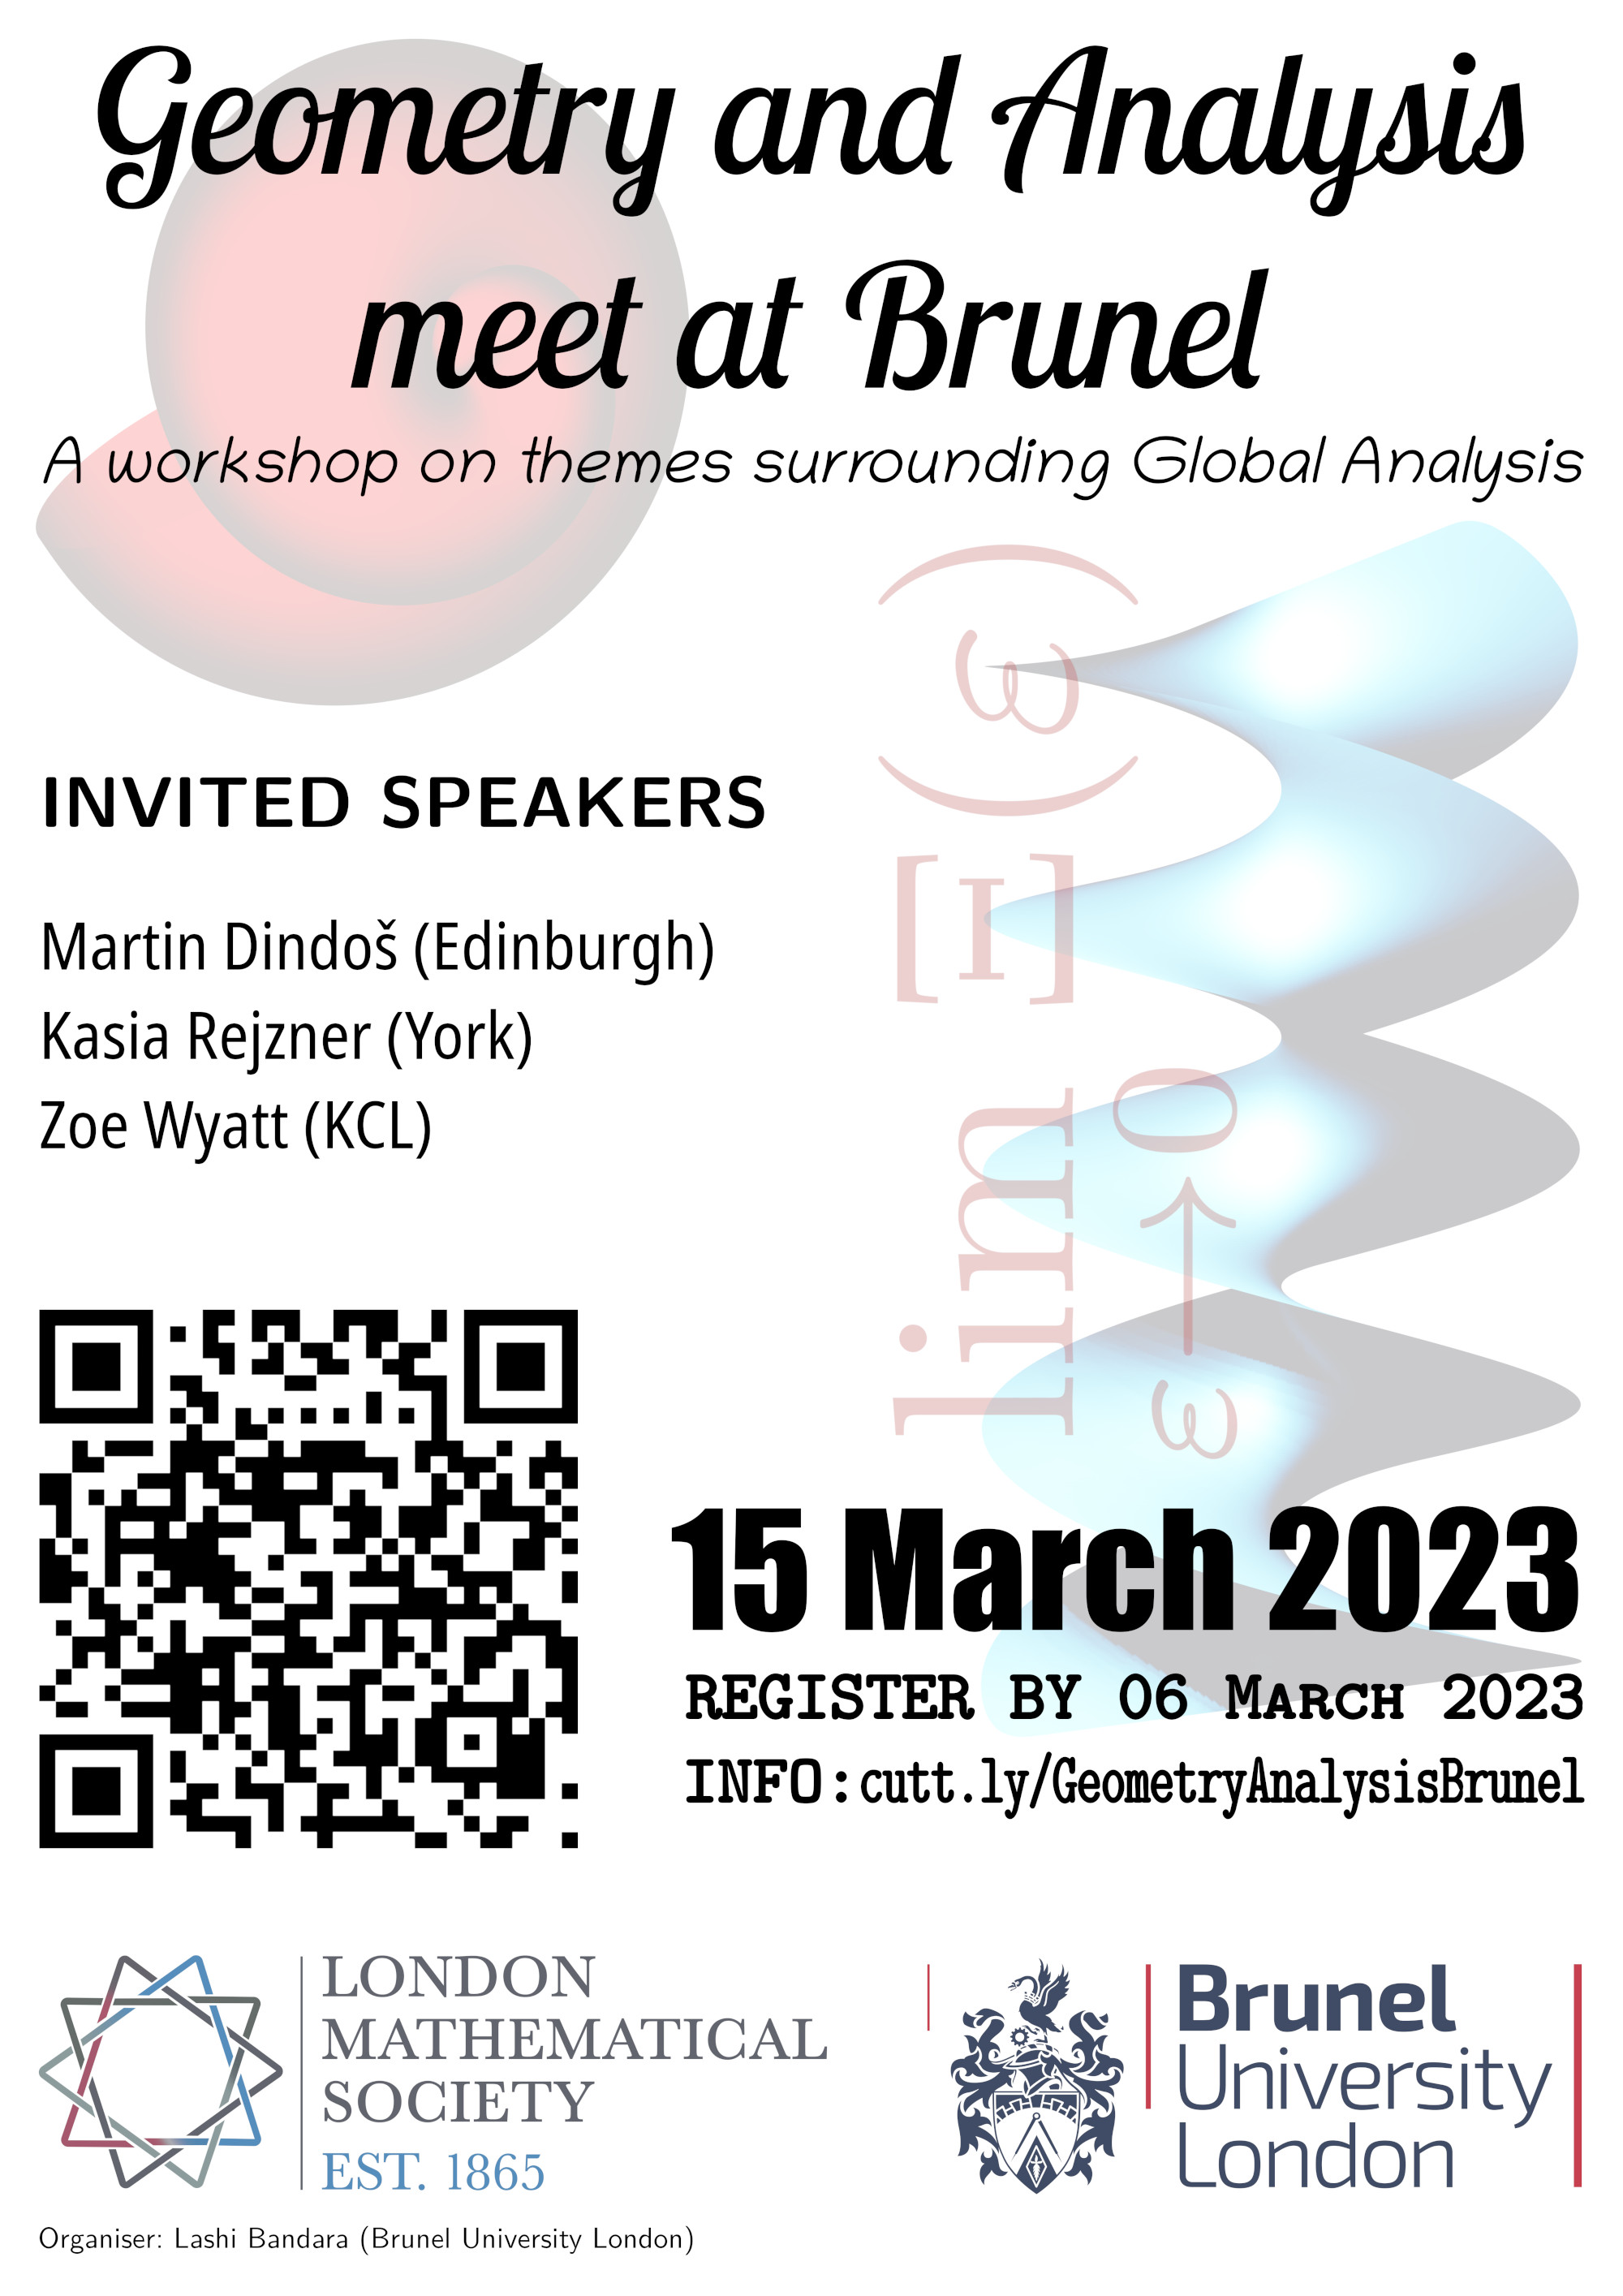 Geometry and Analysis
meet at Brunel
A workshop on themes surrounding Global Analysis
INVITED SPEAKERS
Martin Dindoš (Edinburgh)
Kasia Rejzner (York)
Zoe Wyatt (KCL)
lim [I] (ε)
ε→0
15 March 2023
REGISTER BY 06 MARCH 2023
INFO:cutt.ly/GeometryAnalysisBrunel
LONDON
MATHEMATICAL
SOCIETY
EST. 1865
Brunel
University
London
Organiser: Lashi Bandara (Brunel University London)